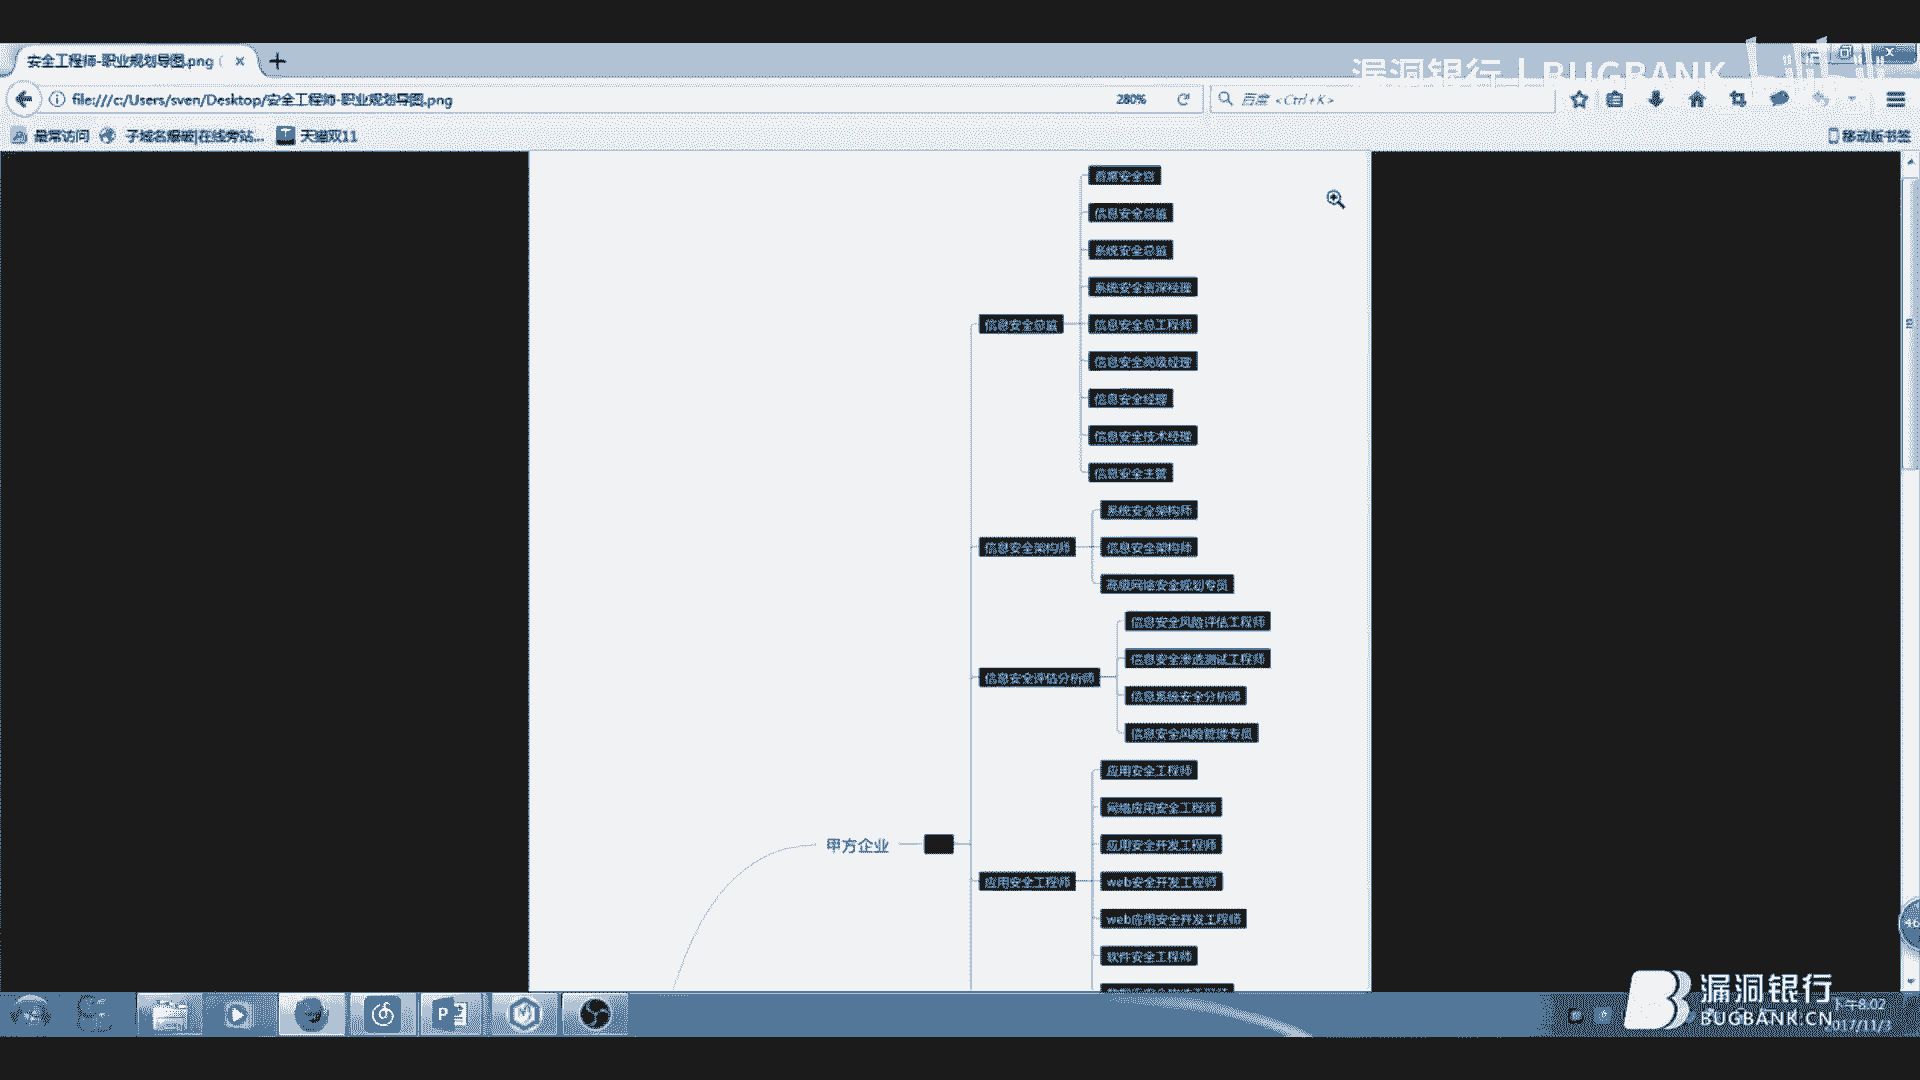 安全工程师-职业规划导图.png (
漏洞银行 | BUGBANK
file:///c:/Users/sven/Desktop/安全工程师-职业规划导图.png
280%
百度 <Ctrl+K>
最常访问
子域名爆破|在线旁站...
天猫双11
移动版书签
首席安全官
信息安全总监
系统安全总监
系统安全资深经理
信息安全总监
信息安全总工程师
信息安全高级经理
信息安全经理
信息安全技术经理
信息安全主管
系统安全架构师
信息安全架构师
信息安全架构师
高级网络安全规划专员
信息安全风险评估工程师
信息安全渗透测试工程师
信息安全评估分析师
信息系统安全分析师
信息安全风险管理专员
应用安全工程师
网络应用安全工程师
甲方企业
应用安全开发工程师
应用安全工程师
web安全开发工程师
web应用安全开发工程师
46
软件安全工程师
漏洞银行
BUGBANK.CN
下午8:02
2017/11/3